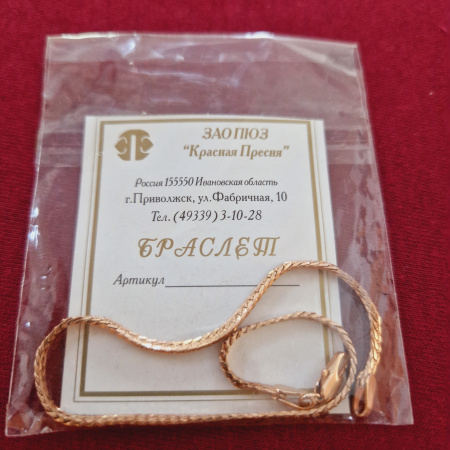 ЗАО ПЮЗ
"Красная Пресня"
Россия 155550 Ивановская область
г.Приволжск, ул.Фабричная, 10
Тел. (49339) 3-10-28
БРАСЛЕТ
Артикул